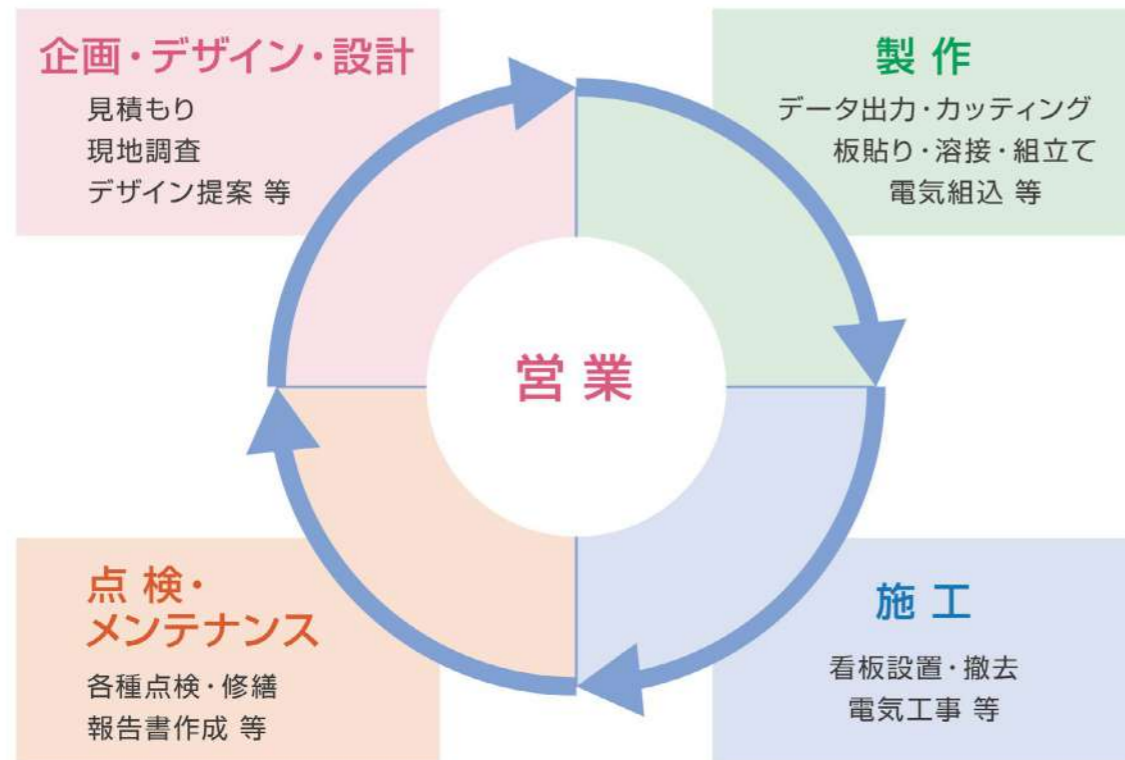 企画・デザイン・設計
見積もり
現地調査
デザイン提案 等
製 作
データ出力・カッティング
板貼り・溶接・組立て
電気組込 等
営 業
点 検・
メンテナンス
各種点検・修繕
報告書作成 等
施 工
看板設置・撤去
電気工事 等